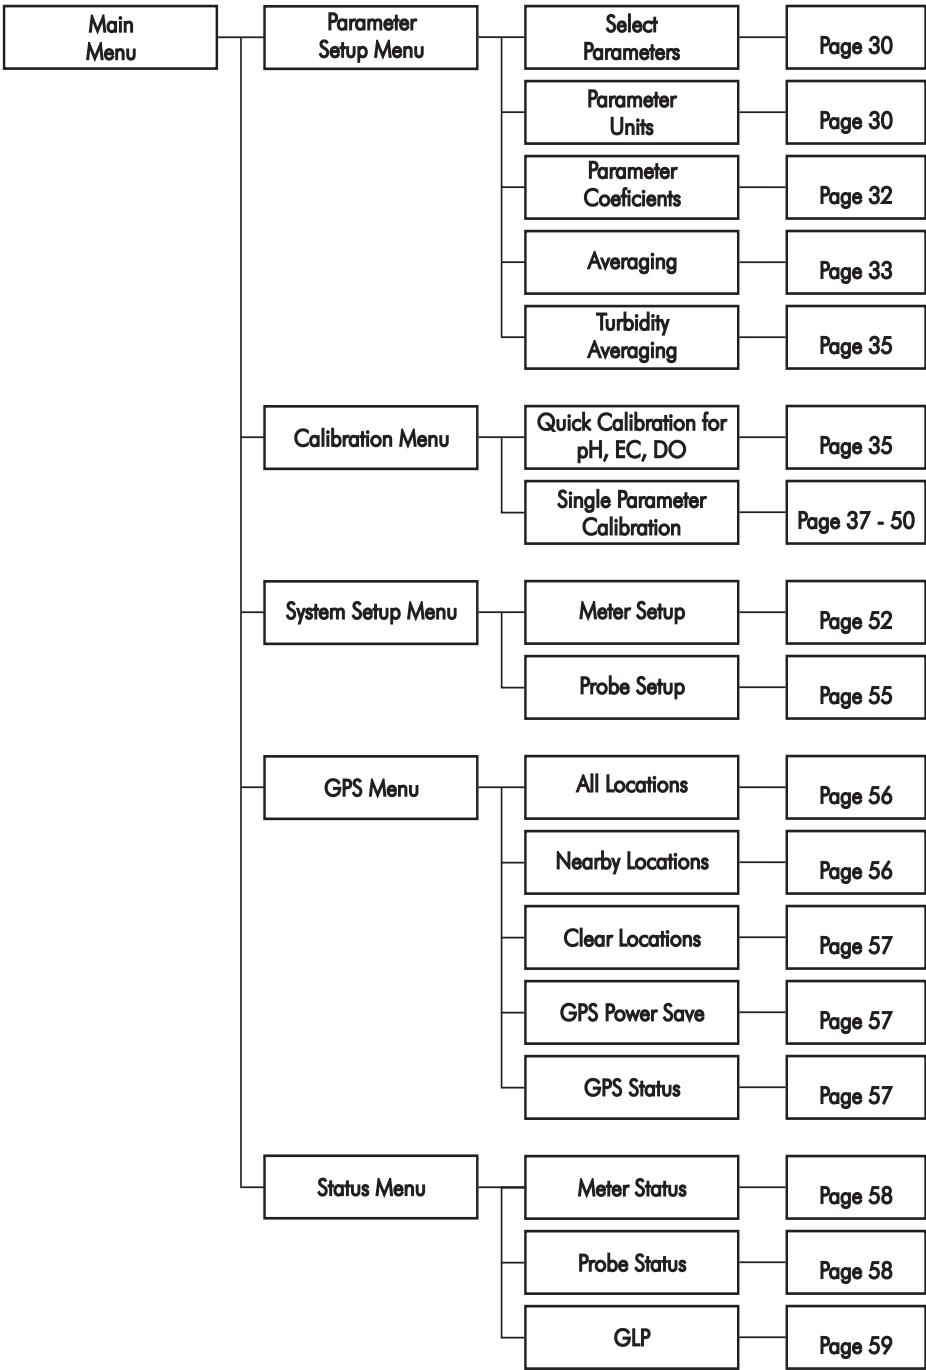 Main
Menu
Parameter
Setup Menu
Select
Parameters
Page 30
Parameter
Units
Page 30
Parameter
Coeficients
Page 32
Averaging
Page 33
Turbidity
Averaging
Page 35
Calibration Menu
Quick Calibration for
pH, EC, DO
Page 35
Single Parameter
Calibration
Page 37 - 50
System Setup Menu
Meter Setup
Page 52
Probe Setup
Page 55
GPS Menu
All Locations
Page 56
Nearby Locations
Page 56
Clear Locations
Page 57
GPS Power Save
Page 57
GPS Status
Page 57
Status Menu
Meter Status
Page 58
Probe Status
Page 58
GLP
Page 59